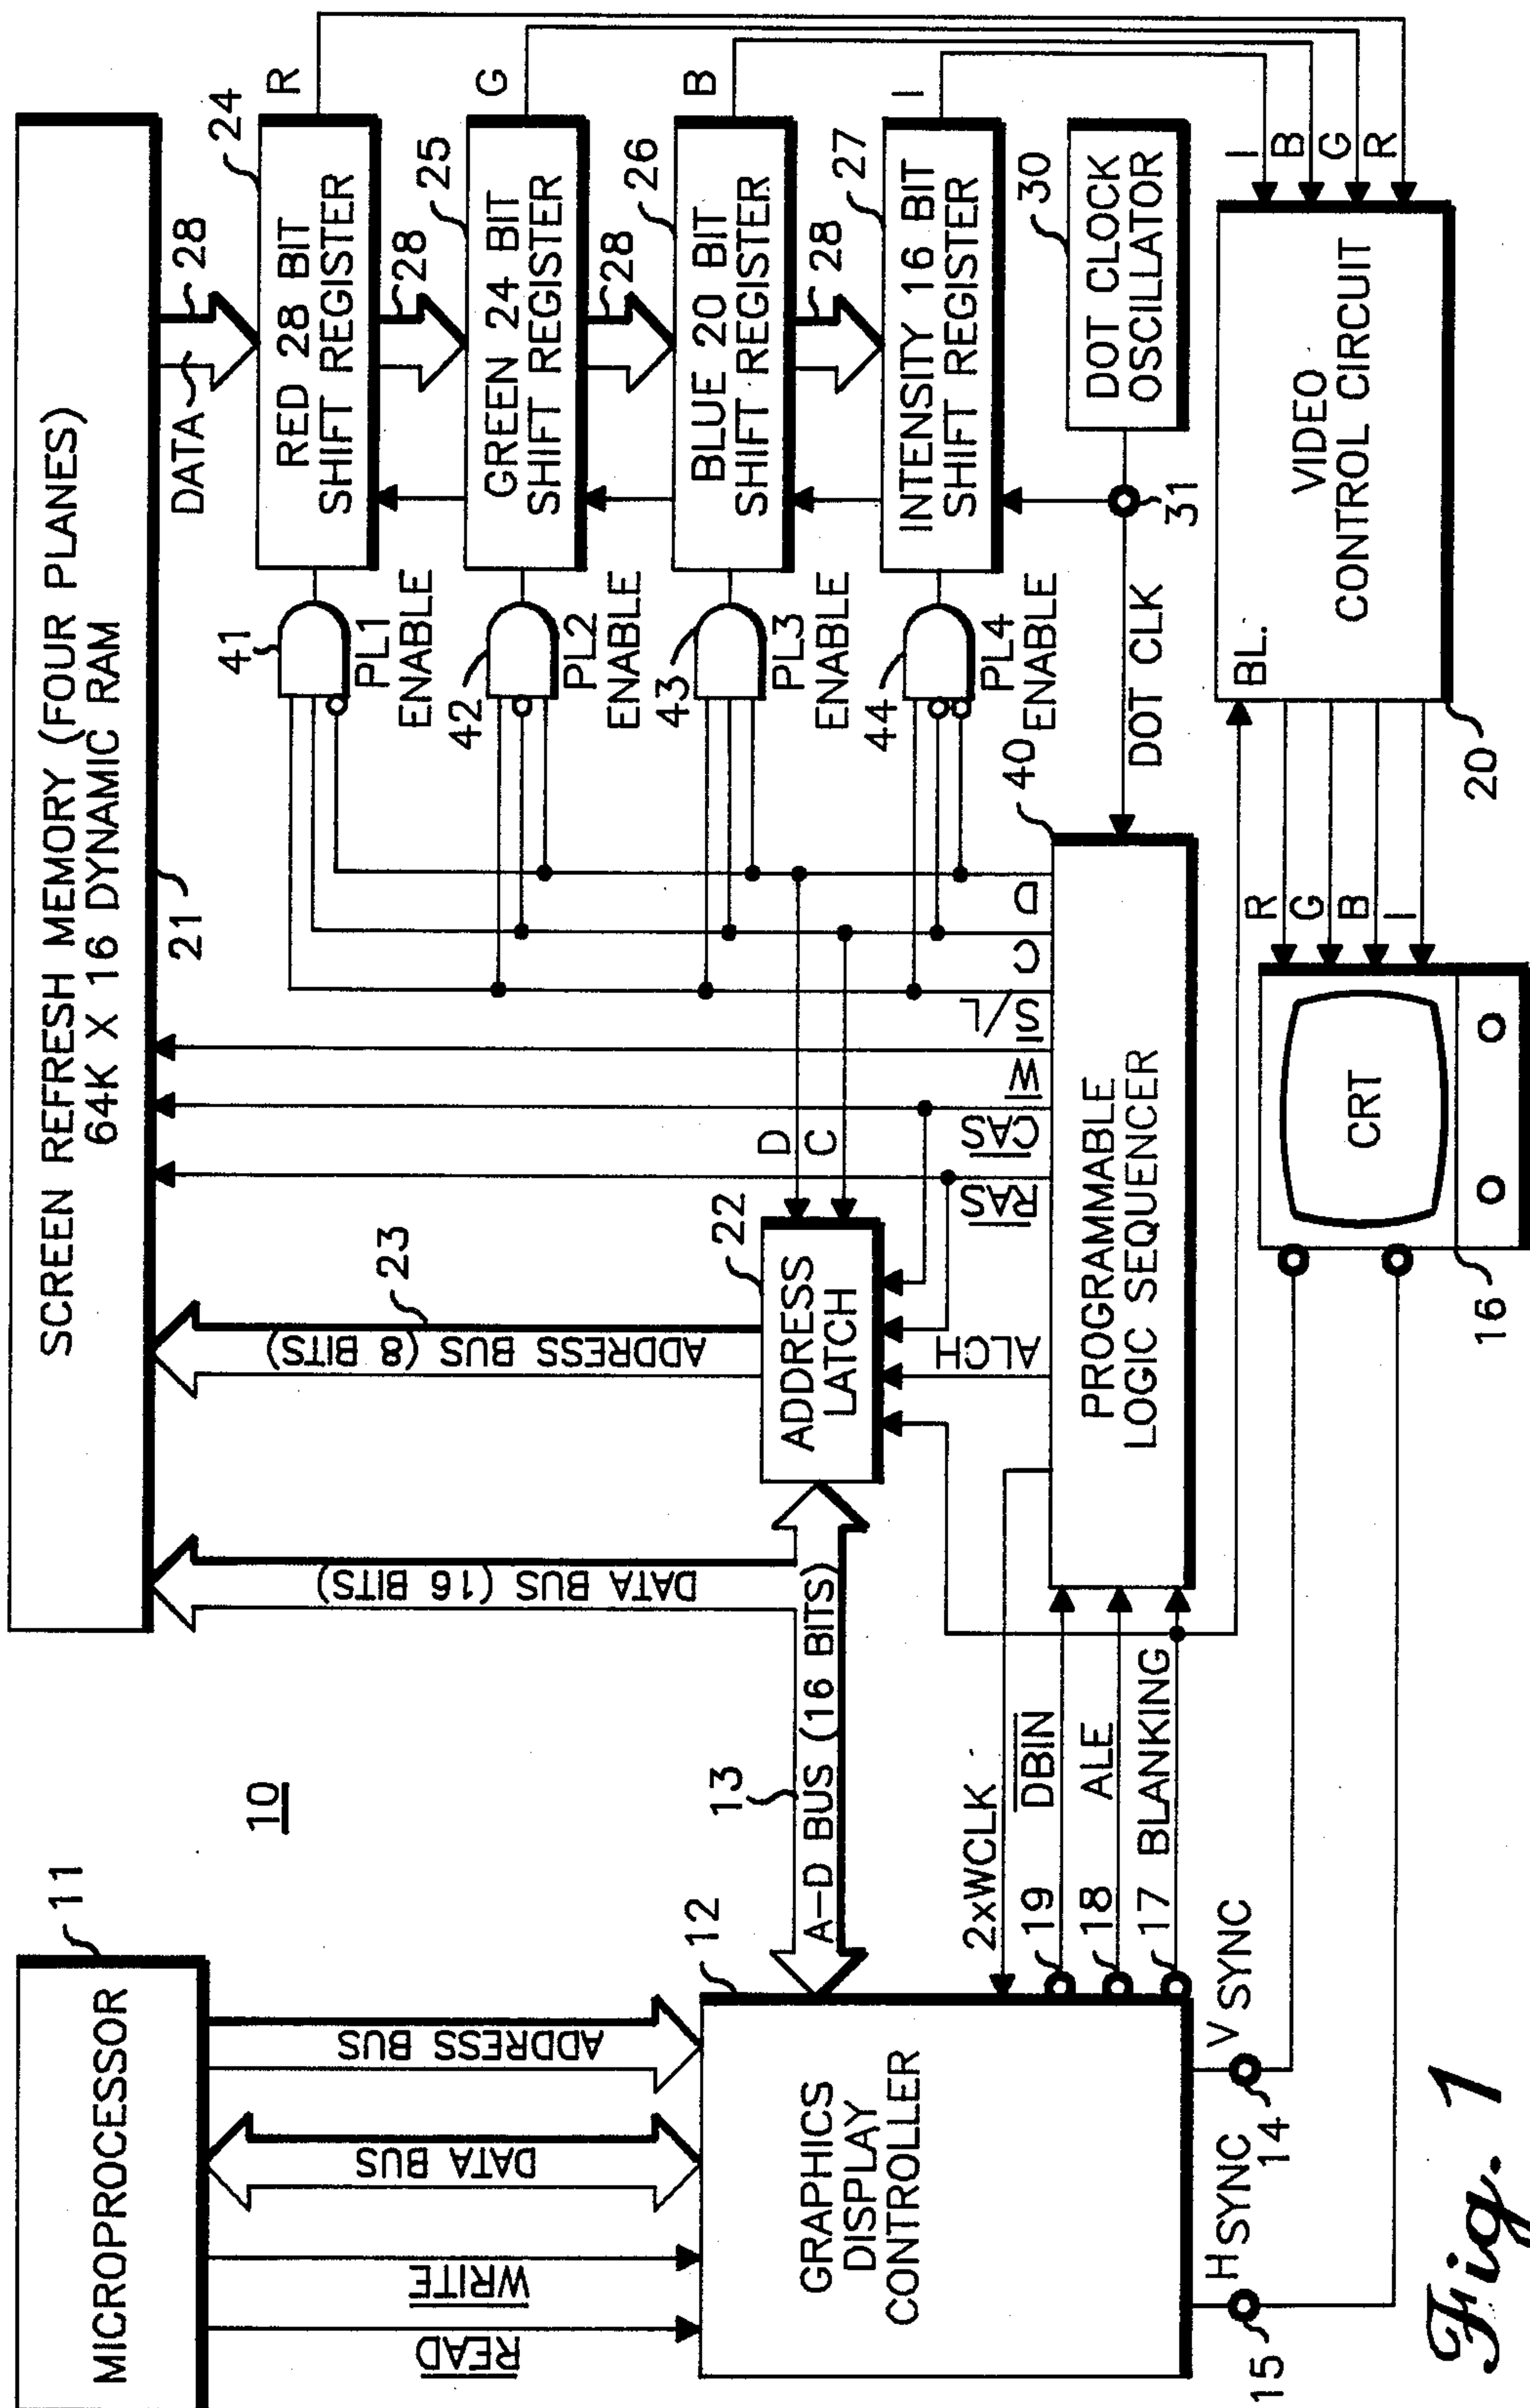 SCREEN REFRESH MEMORY (FOUR PLANES)
64K X 16 DYNAMIC RAM
21
MICROPROCESSOR
11
10
READ
WRITE
DATA BUS
ADDRESS BUS
GRAPHICS
DISPLAY
CONTROLLER
12
13
A-D BUS (16 BITS)
DATA BUS (16 BITS)
ADDRESS BUS (8 BITS)
23
ADDRESS
LATCH
22
D
C
DATA
28
RED 28 BIT
SHIFT REGISTER
24
R
28
GREEN 24 BIT
SHIFT REGISTER
25
G
28
BLUE 20 BIT
SHIFT REGISTER
26
B
28
INTENSITY 16 BIT
SHIFT REGISTER
27
I
41
PL1
ENABLE
42
PL2
ENABLE
43
PL3
ENABLE
44
PL4
ENABLE
DOT CLOCK
OSCILLATOR
30
31
DOT CLK
PROGRAMMABLE
LOGIC SEQUENCER
40
ALCH
RAS
CAS
W
S/L
C
D
2xWCLK
19
DBIN
18
ALE
17
BLANKING
V SYNC
14
H SYNC
15
VIDEO
CONTROL CIRCUIT
BL.
20
I
B
G
R
R
G
B
I
CRT
16
Fig. 1